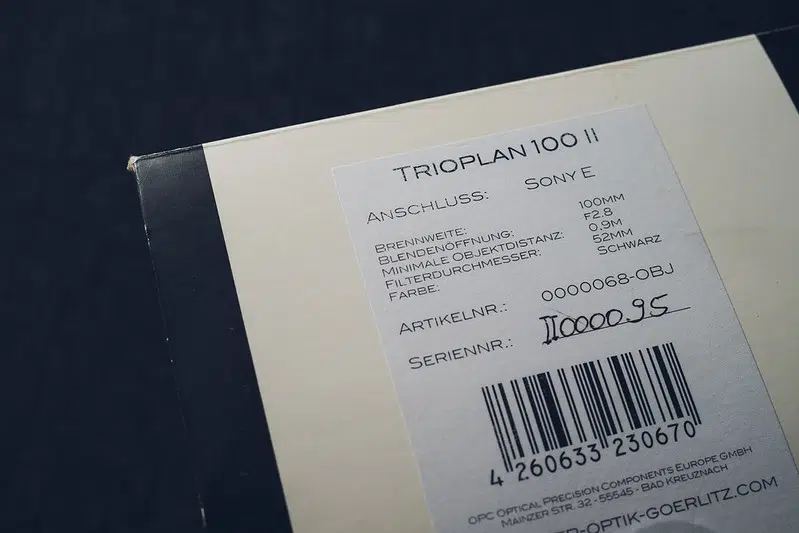 TRIOPLAN 100 II
ANSCHLUSS: SONY E
BRENNWEITE: 100MM
BLENDENÖFFNUNG: F2.8
MINIMALE OBJEKTDISTANZ: 0,9M
FILTERDURCHMESSER: 52MM
FARBE: SCHWARZ
ARTIKELNR.: 0000068-OBJ
SERIENNR.: II0000.95
4 260633 230670
OPC OPTICAL PRECISION COMPONENTS EUROPE GMBH
MAINZER STR. 32 - 55545 - BAD KREUZNACH
-OPTIK-GOERLITZ.COM